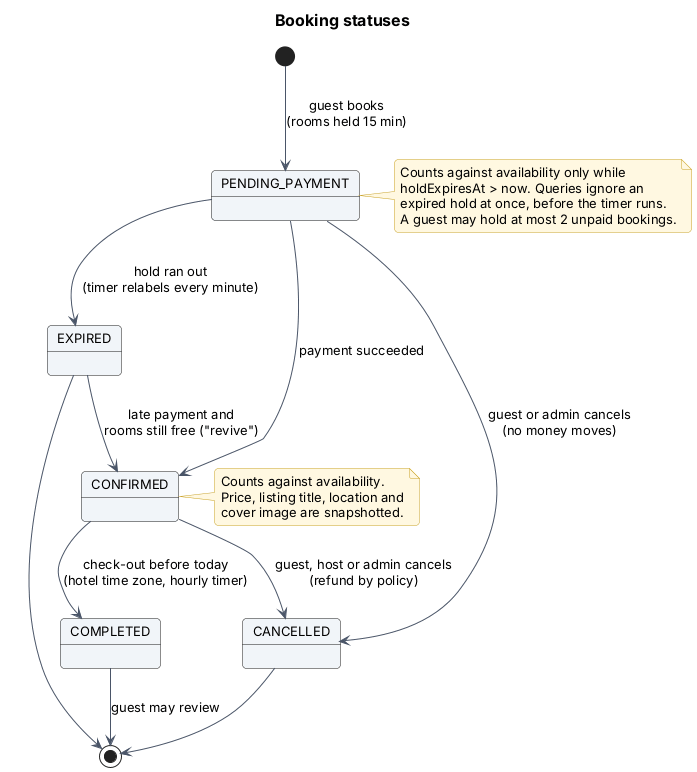 Booking statuses
guest books
(rooms held 15 min)
PENDING_PAYMENT
Counts against availability only while
holdExpiresAt > now. Queries ignore an
expired hold at once, before the timer runs.
A guest may hold at most 2 unpaid bookings.
hold ran out
(timer relabels every minute)
EXPIRED
payment succeeded
guest or admin cancels
(no money moves)
late payment and
rooms still free ("revive")
CONFIRMED
Counts against availability.
Price, listing title, location and
cover image are snapshotted.
check-out before today
(hotel time zone, hourly timer)
guest, host or admin cancels
(refund by policy)
COMPLETED
CANCELLED
guest may review